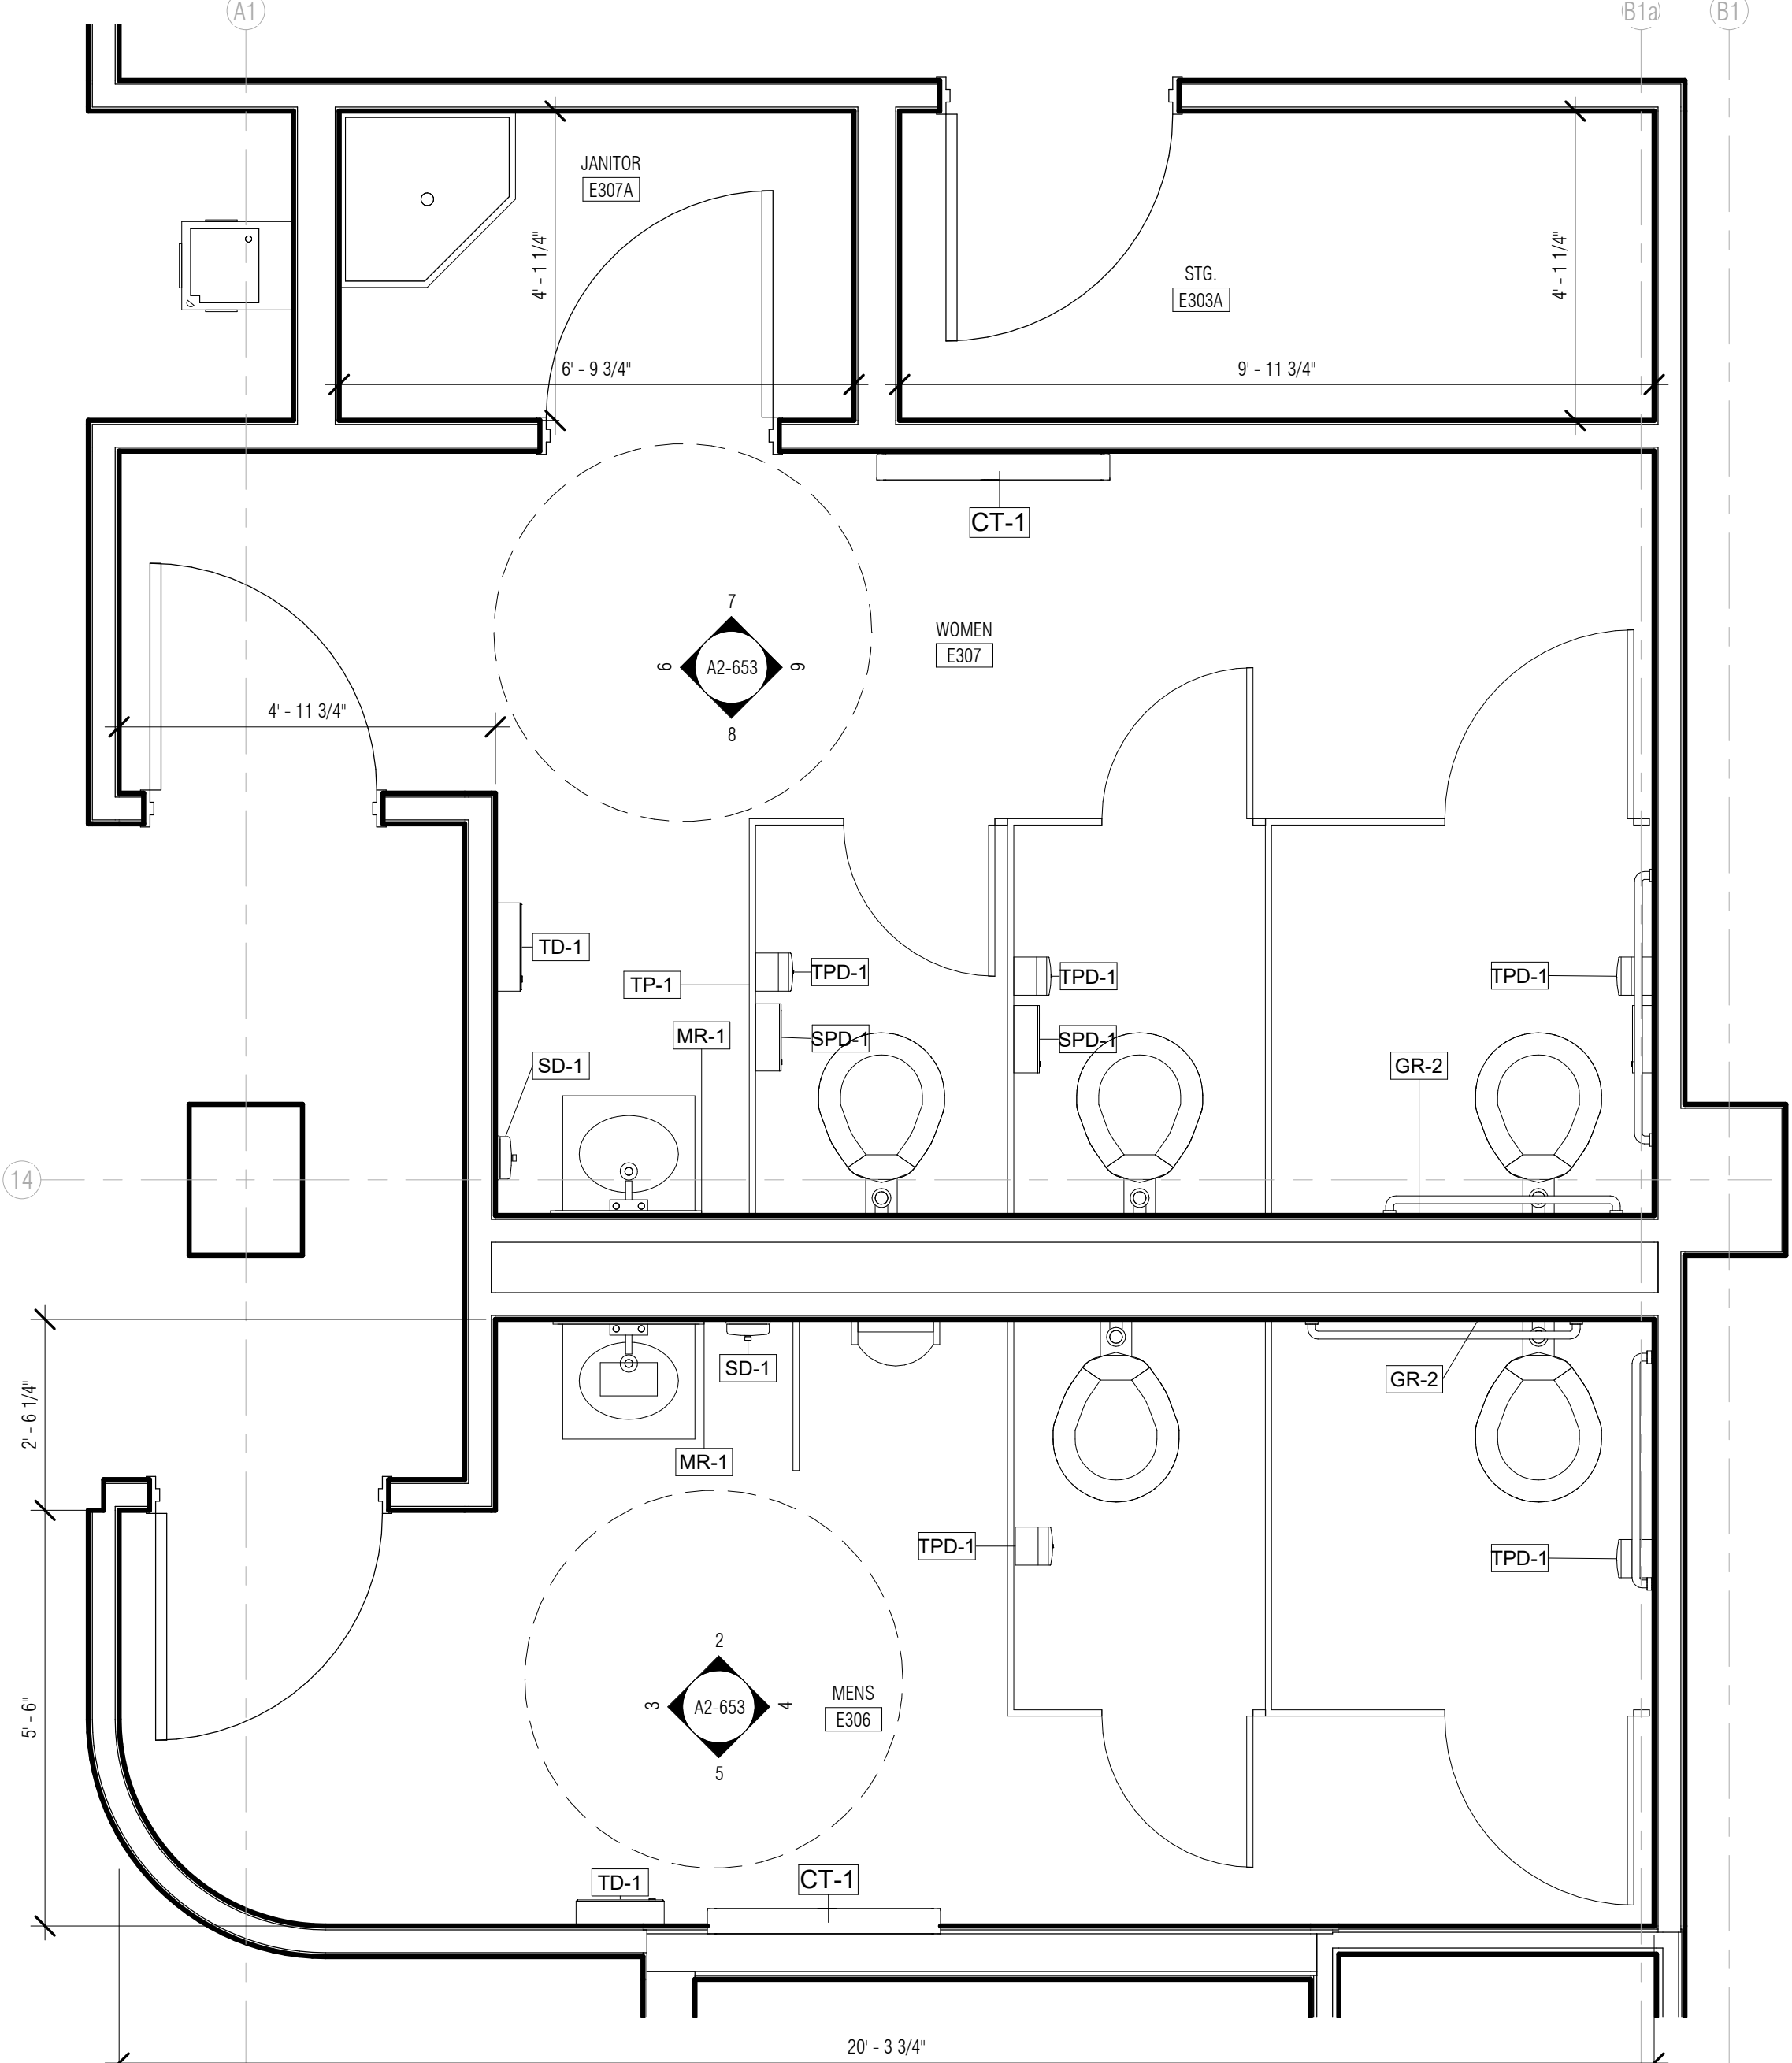 A1
B1a
B1
JANITOR
E307A
4' - 1 1/4"
STG.
E303A
4' - 1 1/4"
6' - 9 3/4"
9' - 11 3/4"
CT-1
7
6
A2-653
9
8
WOMEN
E307
4' - 11 3/4"
TD-1
TP-1
TPD-1
TPD-1
TPD-1
MR-1
SPD-1
SPD-1
SD-1
GR-2
14
SD-1
GR-2
2' - 6 1/4"
MR-1
TPD-1
TPD-1
2
3
A2-653
4
5
MENS
E306
5' - 6"
TD-1
CT-1
20' - 3 3/4"